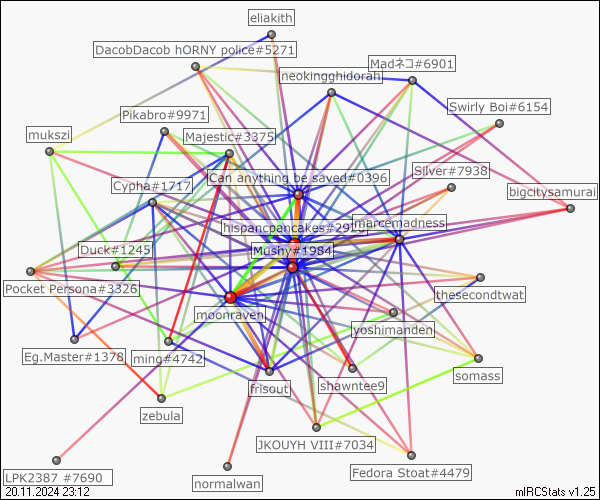 eliakith
DacobDacob hORNY police#5271
Madネコ#6901
neokingghidorah
Swirly Boi#6154
Pikabro#9971
Majestic#3375
mukszi
Can anything be saved#0396
SIlver#7938
Cypha#1717
bigcitysamurai
hispancpancakes#29
marcemadness
Mushy#1984
Duck#1245
Pocket Persona#3326
thesecondtwat
moonraven
yoshimanden
Eg.Master#1378
ming#4742
somass
frisout
shawntee9
zebula
JKOUYH VIII#7034
Fedora Stoat#4479
LPK2387 #7690
normalwan
20.11.2024 23:12
mIRCStats v1.25